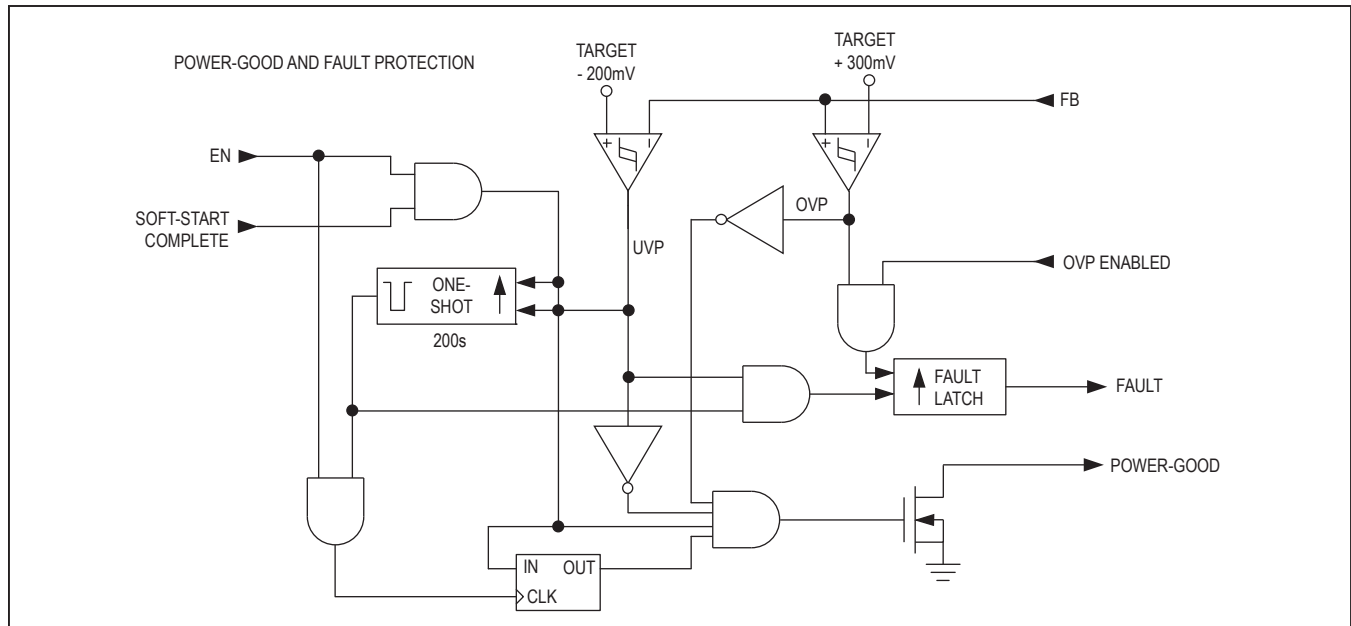 POWER-GOOD AND FAULT PROTECTION
TARGET
- 200mV
TARGET
+ 300mV
FB
+ –
+ –
EN
SOFT-START
COMPLETE
OVP
UVP
OVP ENABLED
ONE-
SHOT
200s
FAULT
LATCH
FAULT
POWER-GOOD
IN OUT
CLK